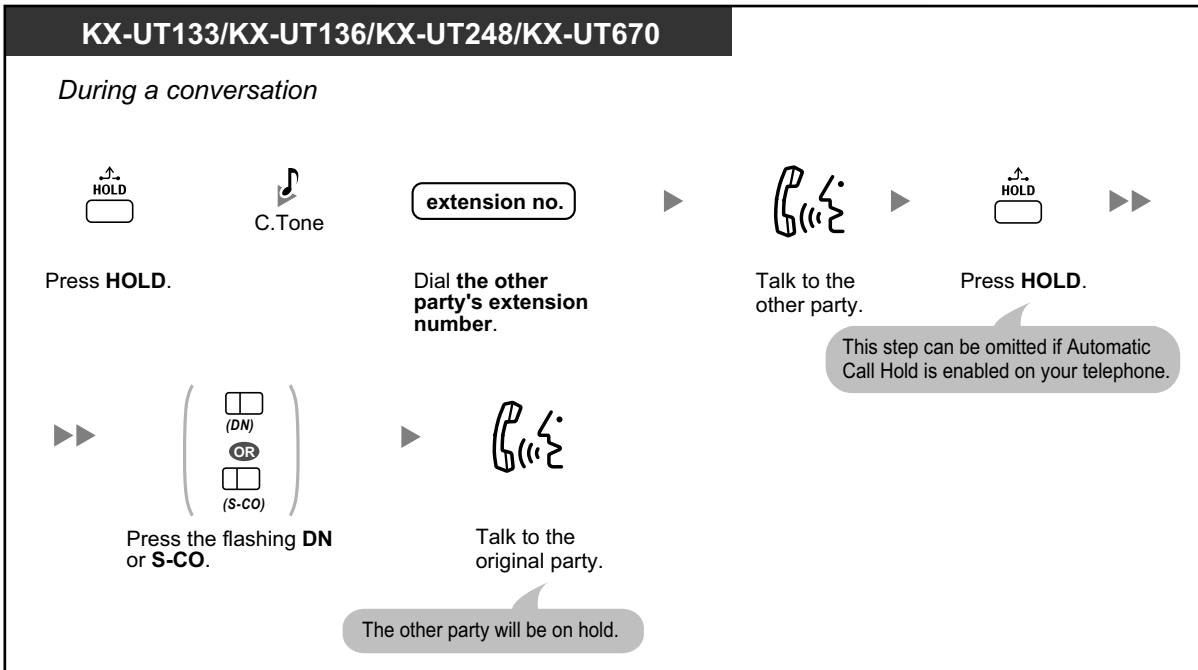 KX-UT133/KX-UT136/KX-UT248/KX-UT670
During a conversation
HOLD
C.Tone
extension no.
HOLD
Press HOLD.
Dial the other
party's extension
number.
Talk to the
other party.
Press HOLD.
This step can be omitted if Automatic
Call Hold is enabled on your telephone.
(DN)
OR
(S-CO)
Press the flashing DN
or S-CO.
Talk to the
original party.
The other party will be on hold.